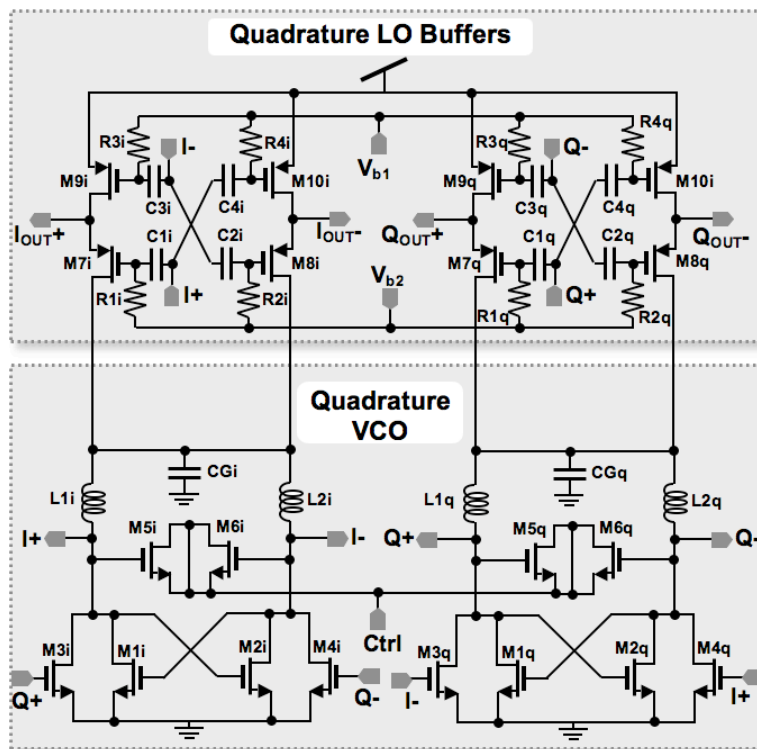 Quadrature LO Buffers
R3i
I-
R4i
R3q
Q-
R4q
M9i
C3i
C4i
M10i
Vb1
M9q
C3q
C4q
M10i
IOUT+
C1i
C2i
IOUT-
QOUT+
C1q
C2q
QOUT-
M7i
M8i
M7q
M8q
R1i
I+
R2i
Vb2
R1q
Q+
R2q
Quadrature
VCO
CGi
CGq
L1i
L2i
L1q
L2q
I+
M5i
M6i
I-
Q+
M5q
M6q
Q-
Ctrl
M3i
M1i
M2i
M4i
M3q
M1q
M2q
M4q
Q+
Q-
I-
I+